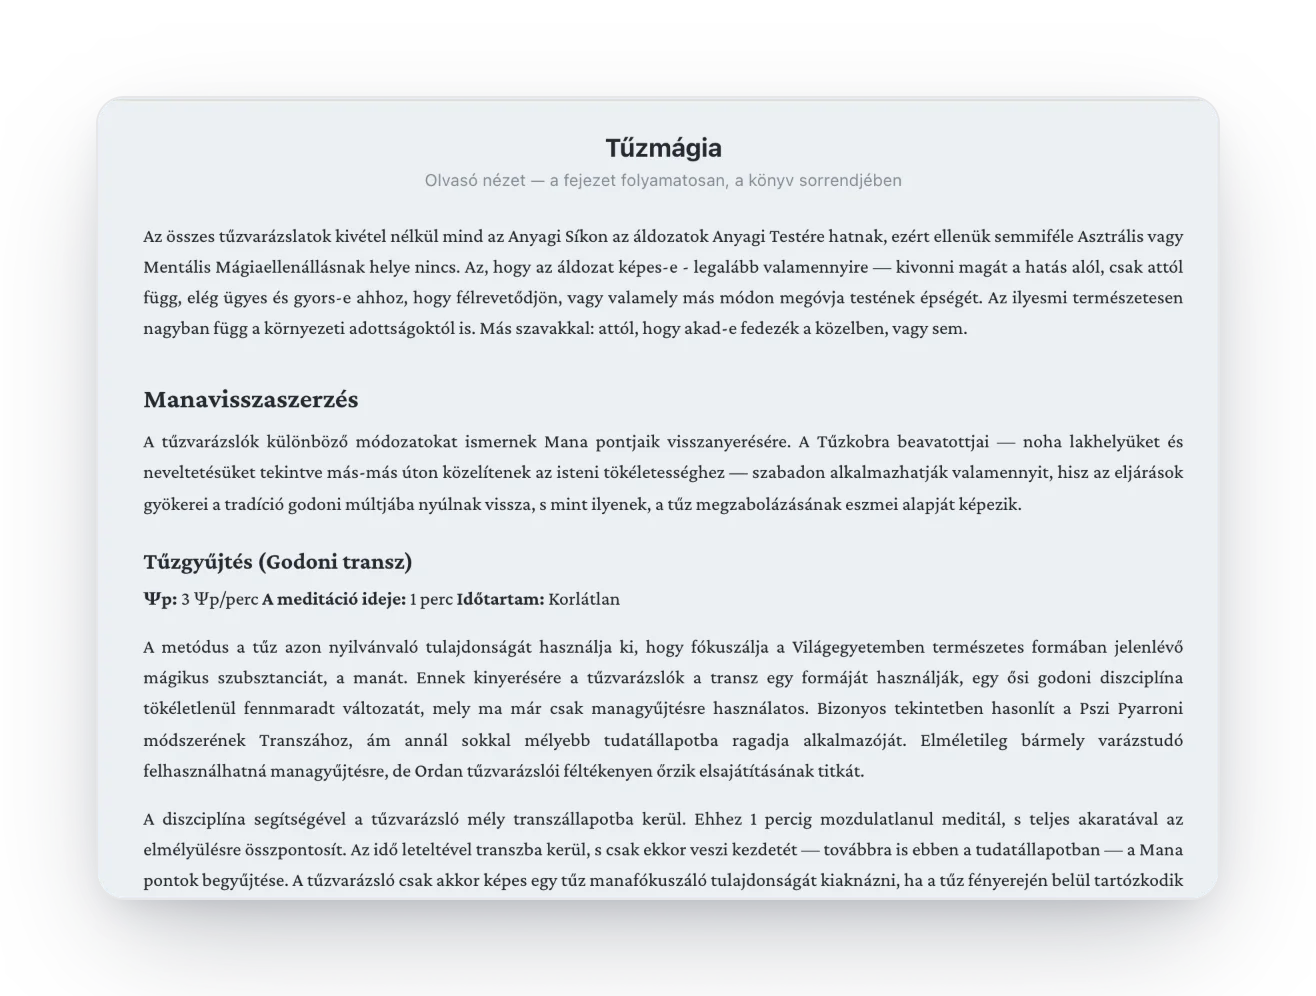 Tűzmágia
Olvasó nézet — a fejezet folyamatosan, a könyv sorrendjében
Az összes tűzvarázslatok kivétel nélkül mind az Anyagi Síkon az áldozatok Anyagi Testére hatnak, ezért ellenük semmiféle Asztrális vagy
Mentális Mágiaellenállásnak helye nincs. Az, hogy az áldozat képes-e - legalább valamennyire — kivonni magát a hatás alól, csak attól
függ, elég ügyes és gyors-e ahhoz, hogy félrevetődjön, vagy valamely más módon megóvja testének épségét. Az ilyesmi természetesen
nagyban függ a környezeti adottságoktól is. Más szavakkal: attól, hogy akad-e fedezék a közelben, vagy sem.
Manavisszaszerzés
A tűzvarázslók különböző módozatokat ismernek Mana pontjaik visszanyerésére. A Tűzkobra beavatottjai — noha lakhelyüket és
neveltetésüket tekintve más-más úton közelítenek az isteni tökéletességhez — szabadon alkalmazhatják valamennyit, hisz az eljárások
gyökerei a tradíció godoni múltjába nyúlnak vissza, s mint ilyenek, a tűz megzabolázásának eszmei alapját képezik.
Tűzgyűjtés (Godoni transz)
Ψp: 3 Ψp/perc A meditáció ideje: 1 perc Időtartam: Korlátlan
A metódus a tűz azon nyilvánvaló tulajdonságát használja ki, hogy fókuszálja a Világegyetemben természetes formában jelenlévő
mágikus szubsztanciát, a manát. Ennek kinyerésére a tűzvarázslók a transz egy formáját használják, egy ősi godoni diszciplína
tökéletlenül fennmaradt változatát, mely ma már csak managyűjtésre használatos. Bizonyos tekintetben hasonlít a Pszi Pyarroni
módszerének Transzához, ám annál sokkal mélyebb tudatállapotba ragadja alkalmazóját. Elméletileg bármely varázstudó
felhasználhatná managyűjtésre, de Ordan tűzvarázslói féltékenyen őrzik elsajátításának titkát.
A diszciplína segítségével a tűzvarázsló mély transzállapotba kerül. Ehhez 1 percig mozdulatlanul meditál, s teljes akaratával az
elmélyülésre összpontosít. Az idő leteltével transzba kerül, s csak ekkor veszi kezdetét — továbbra is ebben a tudatállapotban — a Mana
pontok begyűjtése. A tűzvarázsló csak akkor képes egy tűz manafókuszáló tulajdonságát kiaknázni, ha a tűz fényerején belül tartózkodik